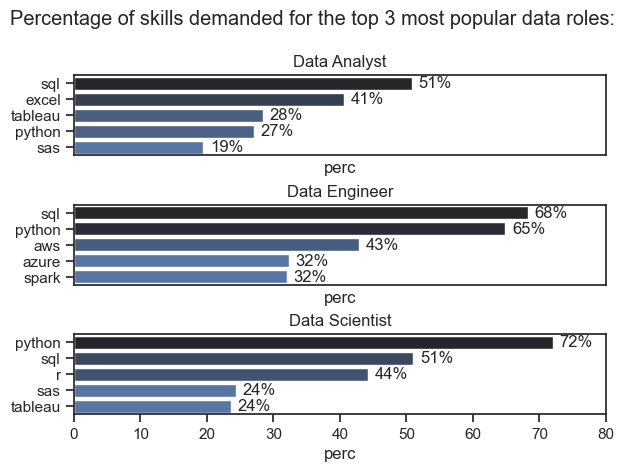 Percentage of skills demanded for the top 3 most popular data roles:
Data Analyst
sql 51%
excel 41%
tableau 28%
python 27%
sas 19%
perc
Data Engineer
sql 68%
python 65%
aws 43%
azure 32%
spark 32%
perc
Data Scientist
python 72%
sql 51%
r 44%
sas 24%
tableau 24%
0 10 20 30 40 50 60 70 80
perc